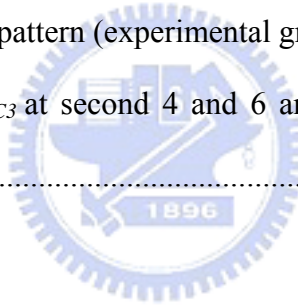 pattern (experimental gr
C3 at second 4 and 6 ar
................................................
1896